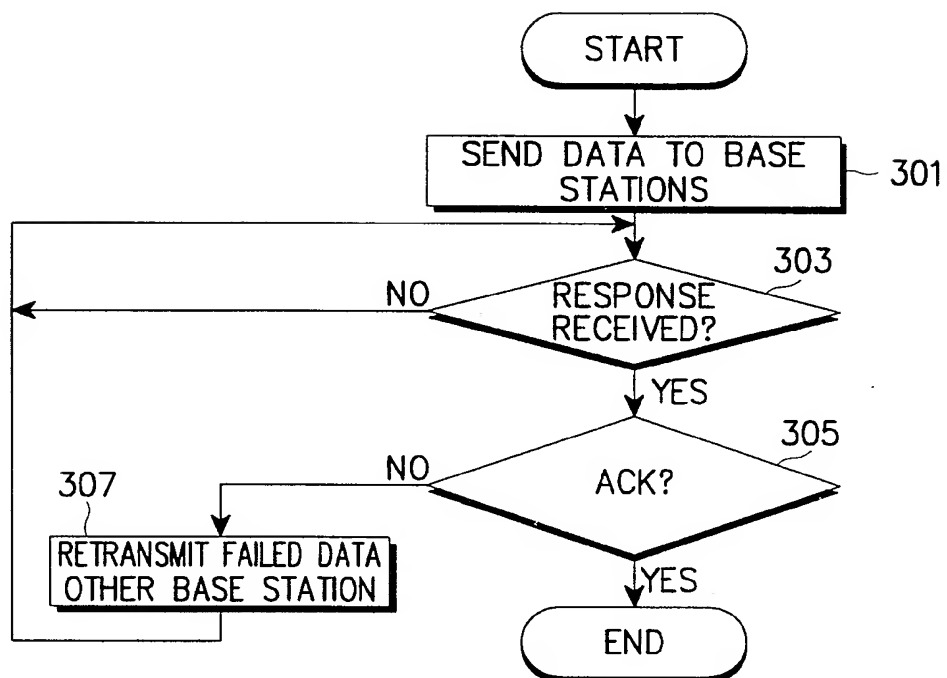 START
SEND DATA TO BASE
STATIONS
301
303
NO
RESPONSE
RECEIVED?
YES
305
NO
ACK?
307
RETRANSMIT FAILED DATA
OTHER BASE STATION
YES
END